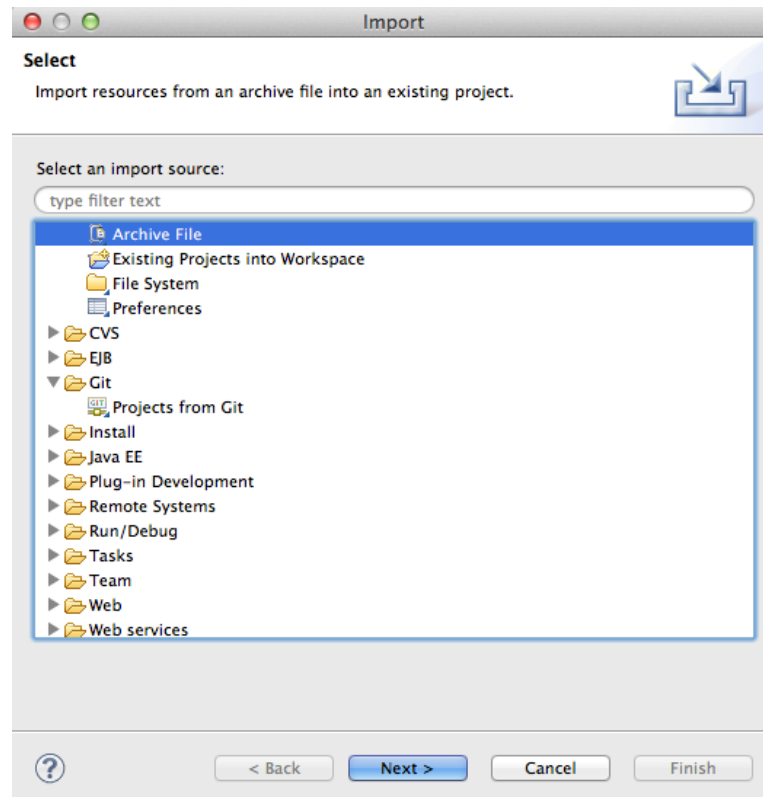 Import
Select
Import resources from an archive file into an existing project.
Select an import source:
type filter text
Archive File
Existing Projects into Workspace
File System
Preferences
CVS
EJB
Git
GIT Projects from Git
Install
Java EE
Plug-in Development
Remote Systems
Run/Debug
Tasks
Team
Web
Web services
? < Back Next > Cancel Finish